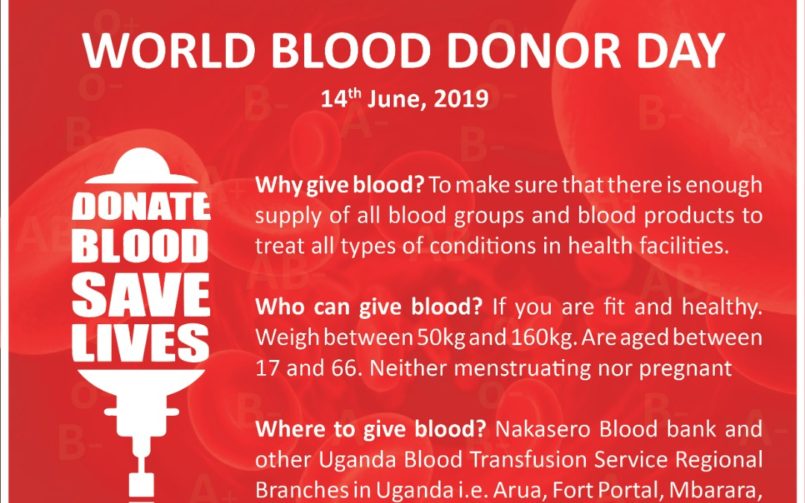 WORLD BLOOD DONOR DAY
14th June, 2019
DONATE
BLOOD
SAVE
LIVES
Why give blood? To make sure that there is enough
supply of all blood groups and blood products to
treat all types of conditions in health facilities.
Who can give blood? If you are fit and healthy.
Weigh between 50kg and 160kg. Are aged between
17 and 66. Neither menstruating nor pregnant
Where to give blood? Nakasero Blood bank and
other Uganda Blood Transfusion Service Regional
Branches in Uganda i.e. Arua, Fort Portal, Mbarara,